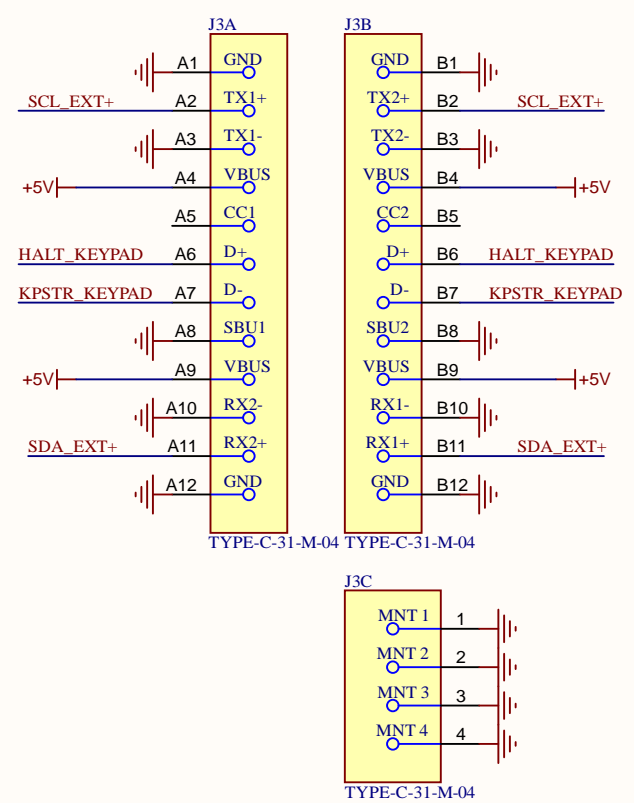 J3A J3B
A1 GND GND B1
SCL_EXT+ A2 TX1+ TX2+ B2 SCL_EXT+
A3 TX1- TX2- B3
+5V A4 VBUS VBUS B4 +5V
A5 CC1 CC2 B5
HALT_KEYPAD A6 D+ D+ B6 HALT_KEYPAD
KPSTR_KEYPAD A7 D- D- B7 KPSTR_KEYPAD
A8 SBU1 SBU2 B8
+5V A9 VBUS VBUS B9 +5V
A10 RX2- RX1- B10
SDA_EXT+ A11 RX2+ RX1+ B11 SDA_EXT+
A12 GND GND B12
TYPE-C-31-M-04 TYPE-C-31-M-04
J3C
MNT 1 1
MNT 2 2
MNT 3 3
MNT 4 4
TYPE-C-31-M-04